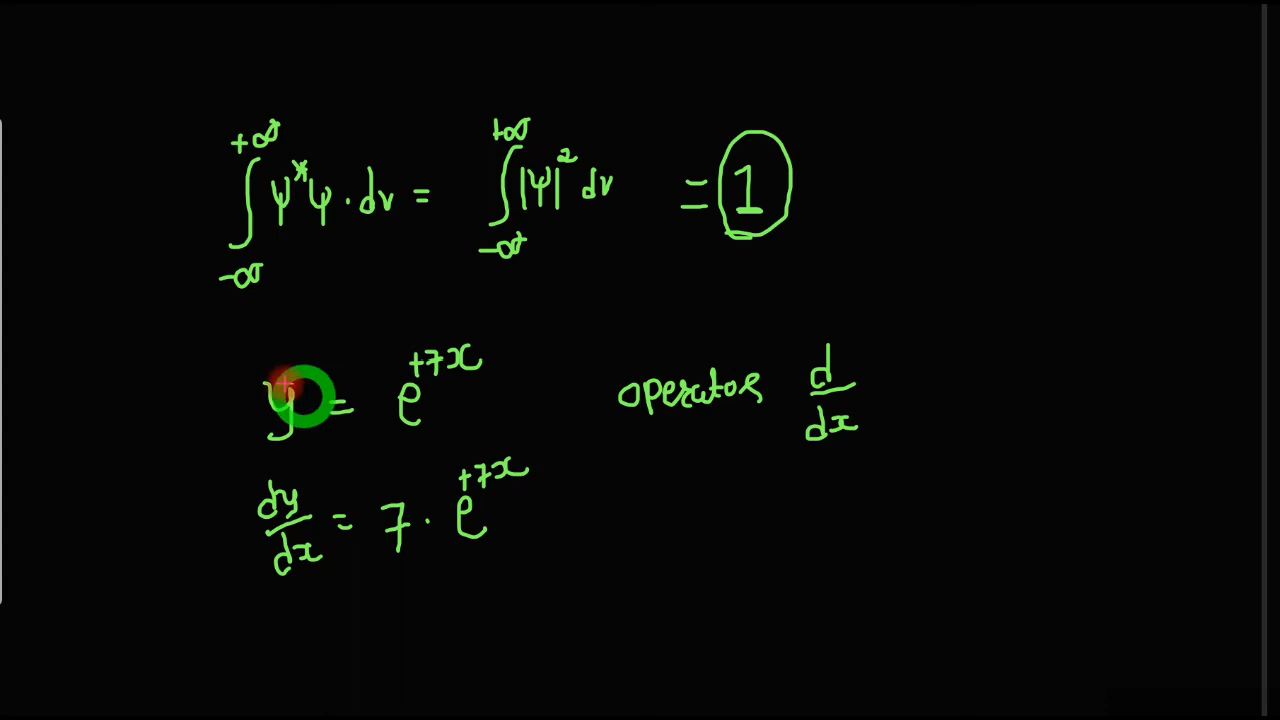 ∫₋∞⁺∞ ψ*ψ · dv = ∫₋∞⁺∞ |ψ|² dv = 1
y = e⁺⁷ˣ operator d/dx
dy/dx = 7 · e⁺⁷ˣ